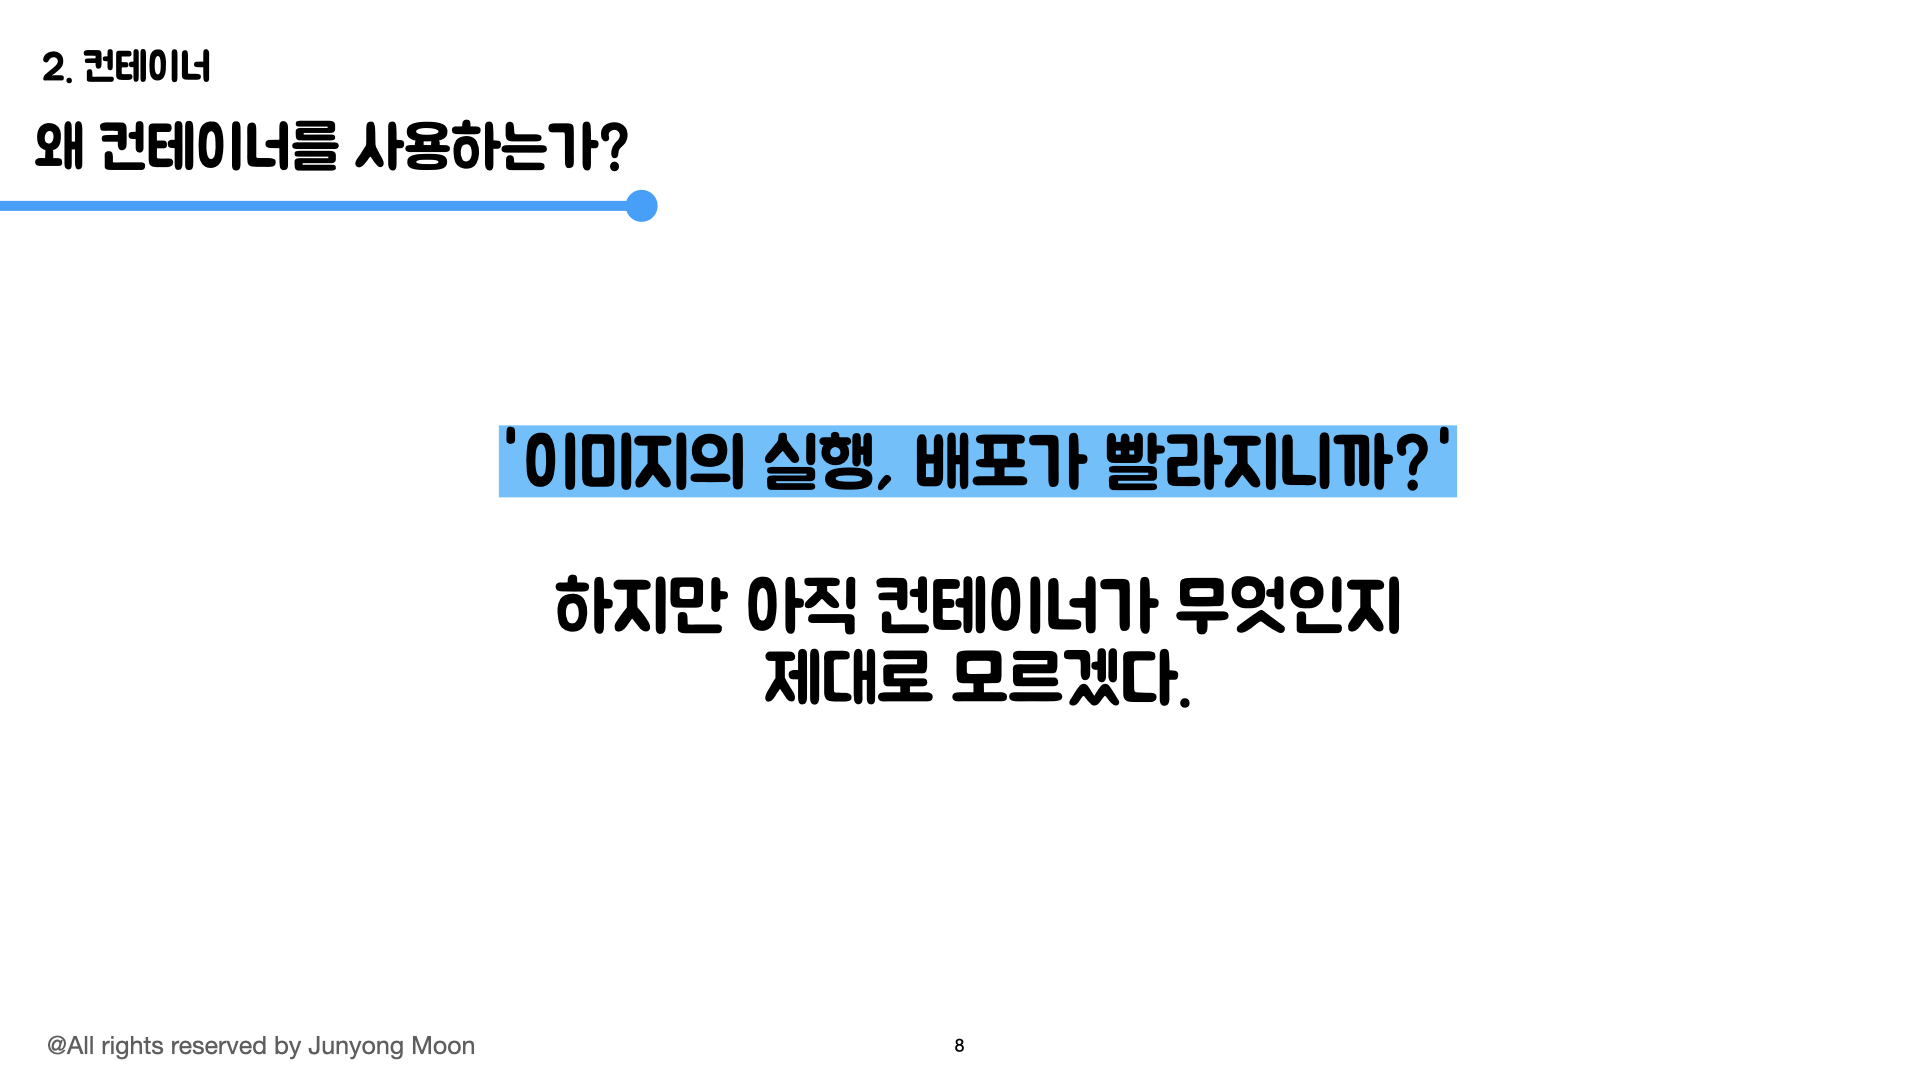 2. 컨테이너
왜 컨테이너를 사용하는가?
'이미지의 실행, 배포가 빨라지니까?'
하지만 아직 컨테이너가 무엇인지
제대로 모르겠다.
@All rights reserved by Junyong Moon
8